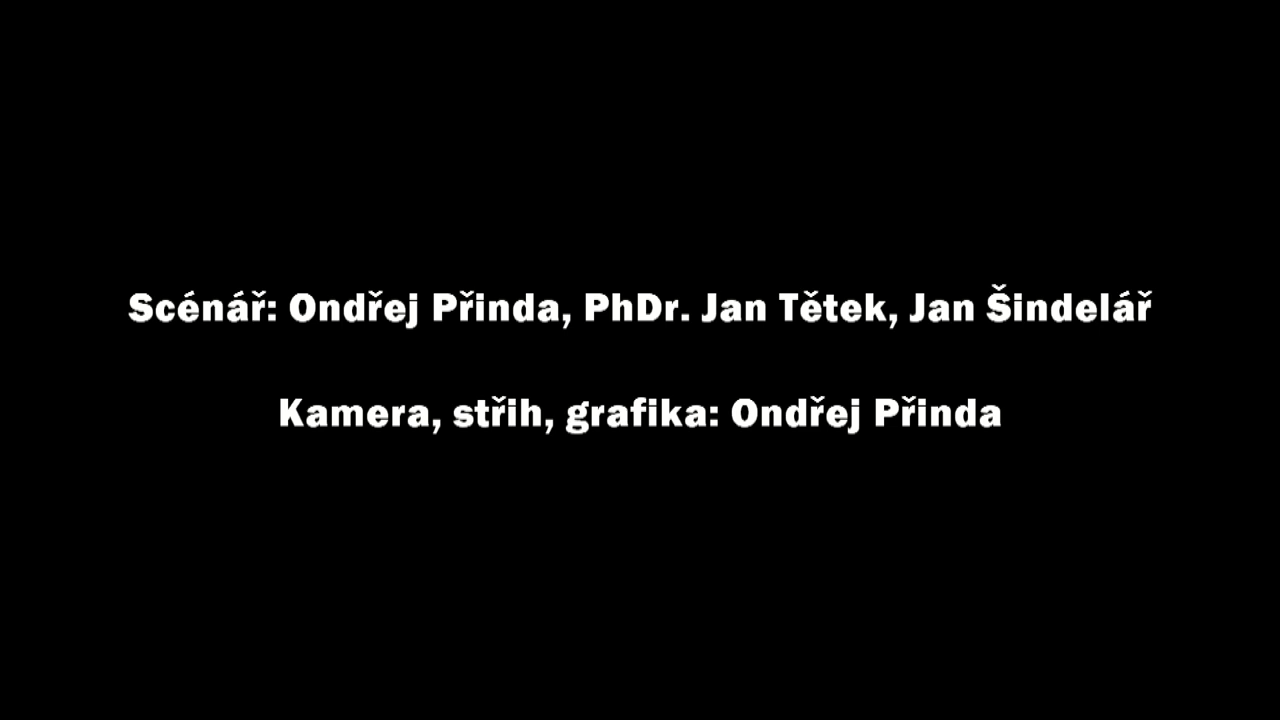 Scénář: Ondřej Přinda, PhDr. Jan Tětek, Jan Šindelář
Kamera, střih, grafika: Ondřej Přinda